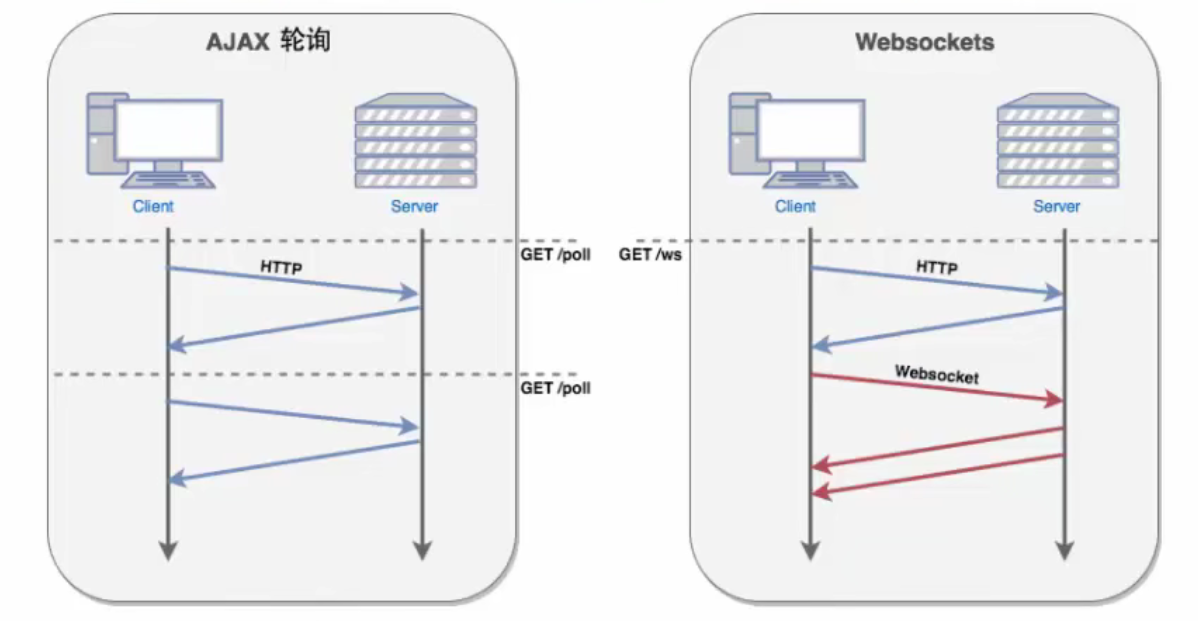 AJAX 轮询
Client
Server
GET /poll
HTTP
GET /poll
Websockets
Client
Server
GET /ws
HTTP
Websocket